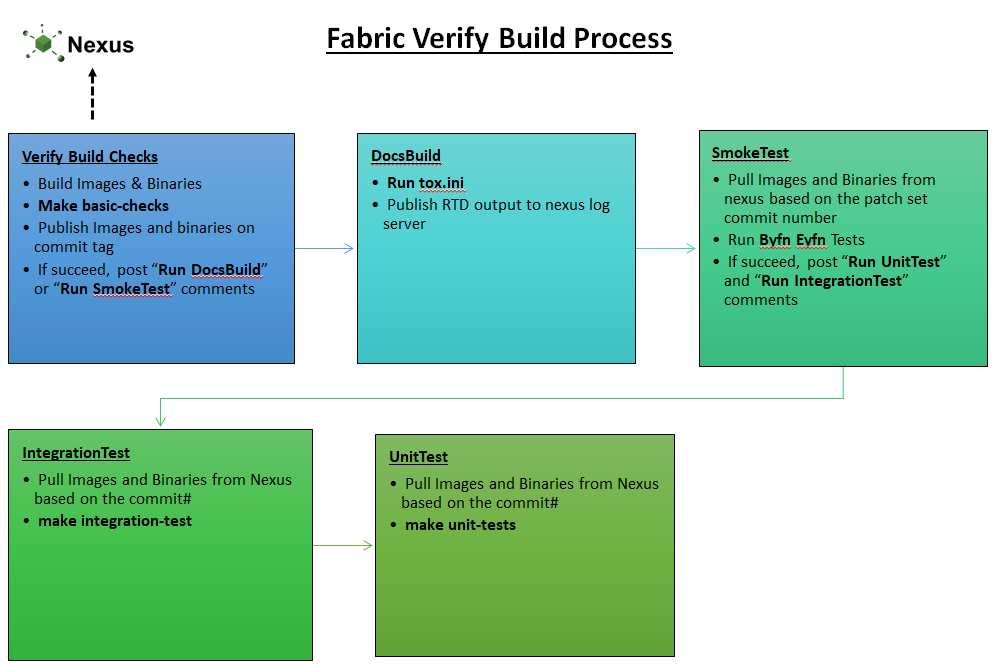 Nexus
Fabric Verify Build Process
Verify Build Checks
• Build Images & Binaries
• Make basic-checks
• Publish Images and binaries on
commit tag
• If succeed, post “Run DocsBuild”
or “Run SmokeTest” comments
DocsBuild
• Run tox.ini
• Publish RTD output to nexus log
server
SmokeTest
• Pull Images and Binaries from
nexus based on the patch set
commit number
• Run Byfn Eyfn Tests
• If succeed, post “Run UnitTest”
and “Run IntegrationTest”
comments
IntegrationTest
• Pull Images and Binaries from Nexus
based on the commit#
• make integration-test
UnitTest
• Pull Images and Binaries from Nexus
based on the commit#
• make unit-tests